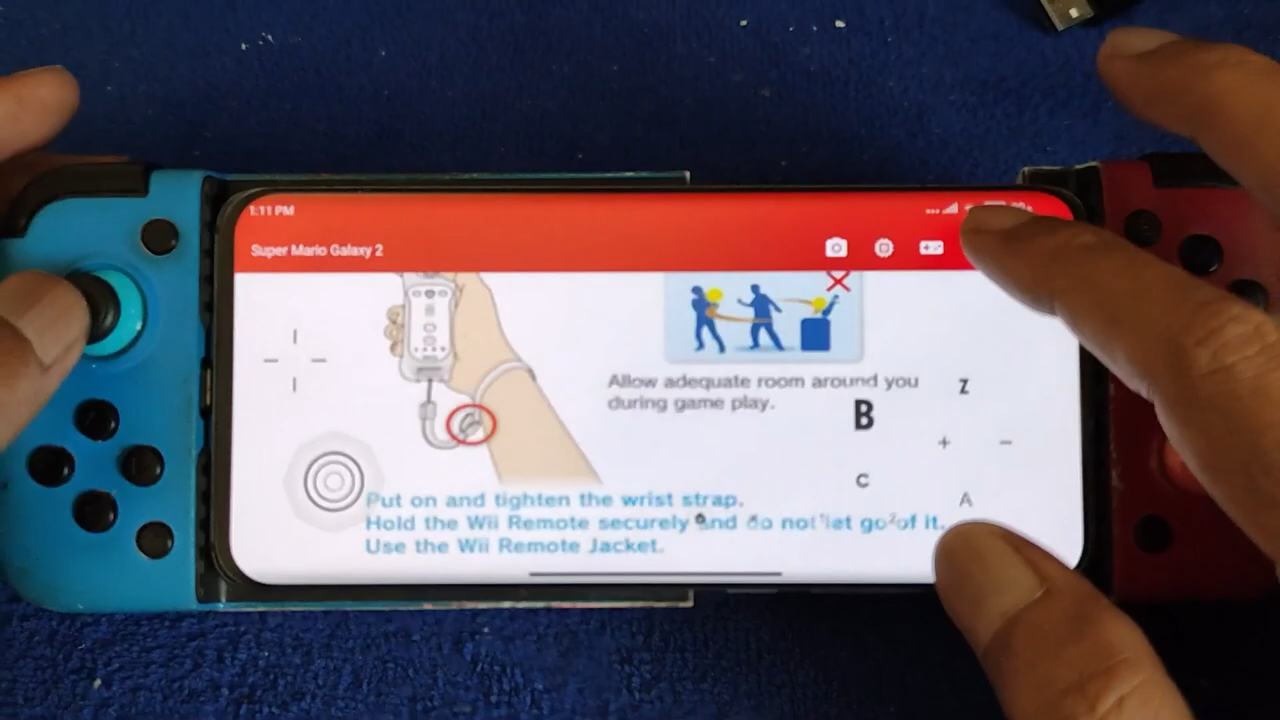 1:11 PM
Super Mario Galaxy 2
Allow adequate room around you
during game play.
Z
B
+ −
C
A
Put on and tighten the wrist strap.
Hold the Wii Remote securely and do not let go of it.
Use the Wii Remote Jacket.